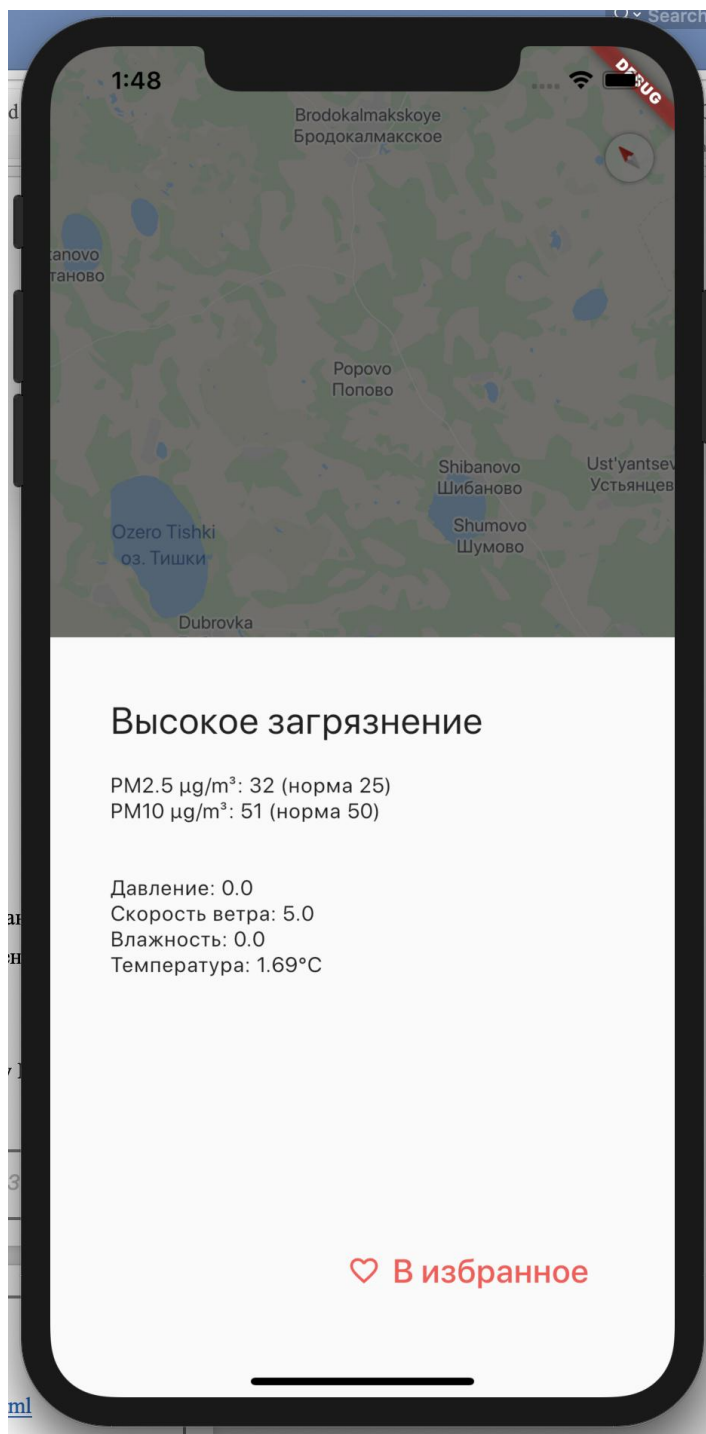 Search
1:48
DEBUG
Brodokalmakskoye
Бродокалмакское
Popovo
Попово
Shibanovo
Шибаново
Ust'yantsev
Устьянцев
Shumovo
Шумово
Ozero Tishki
оз. Тишки
Dubrovka
Высокое загрязнение
PM2.5 µg/m³: 32 (норма 25)
PM10 µg/m³: 51 (норма 50)
Давление: 0.0
Скорость ветра: 5.0
Влажность: 0.0
Температура: 1.69°C
В избранное
ml